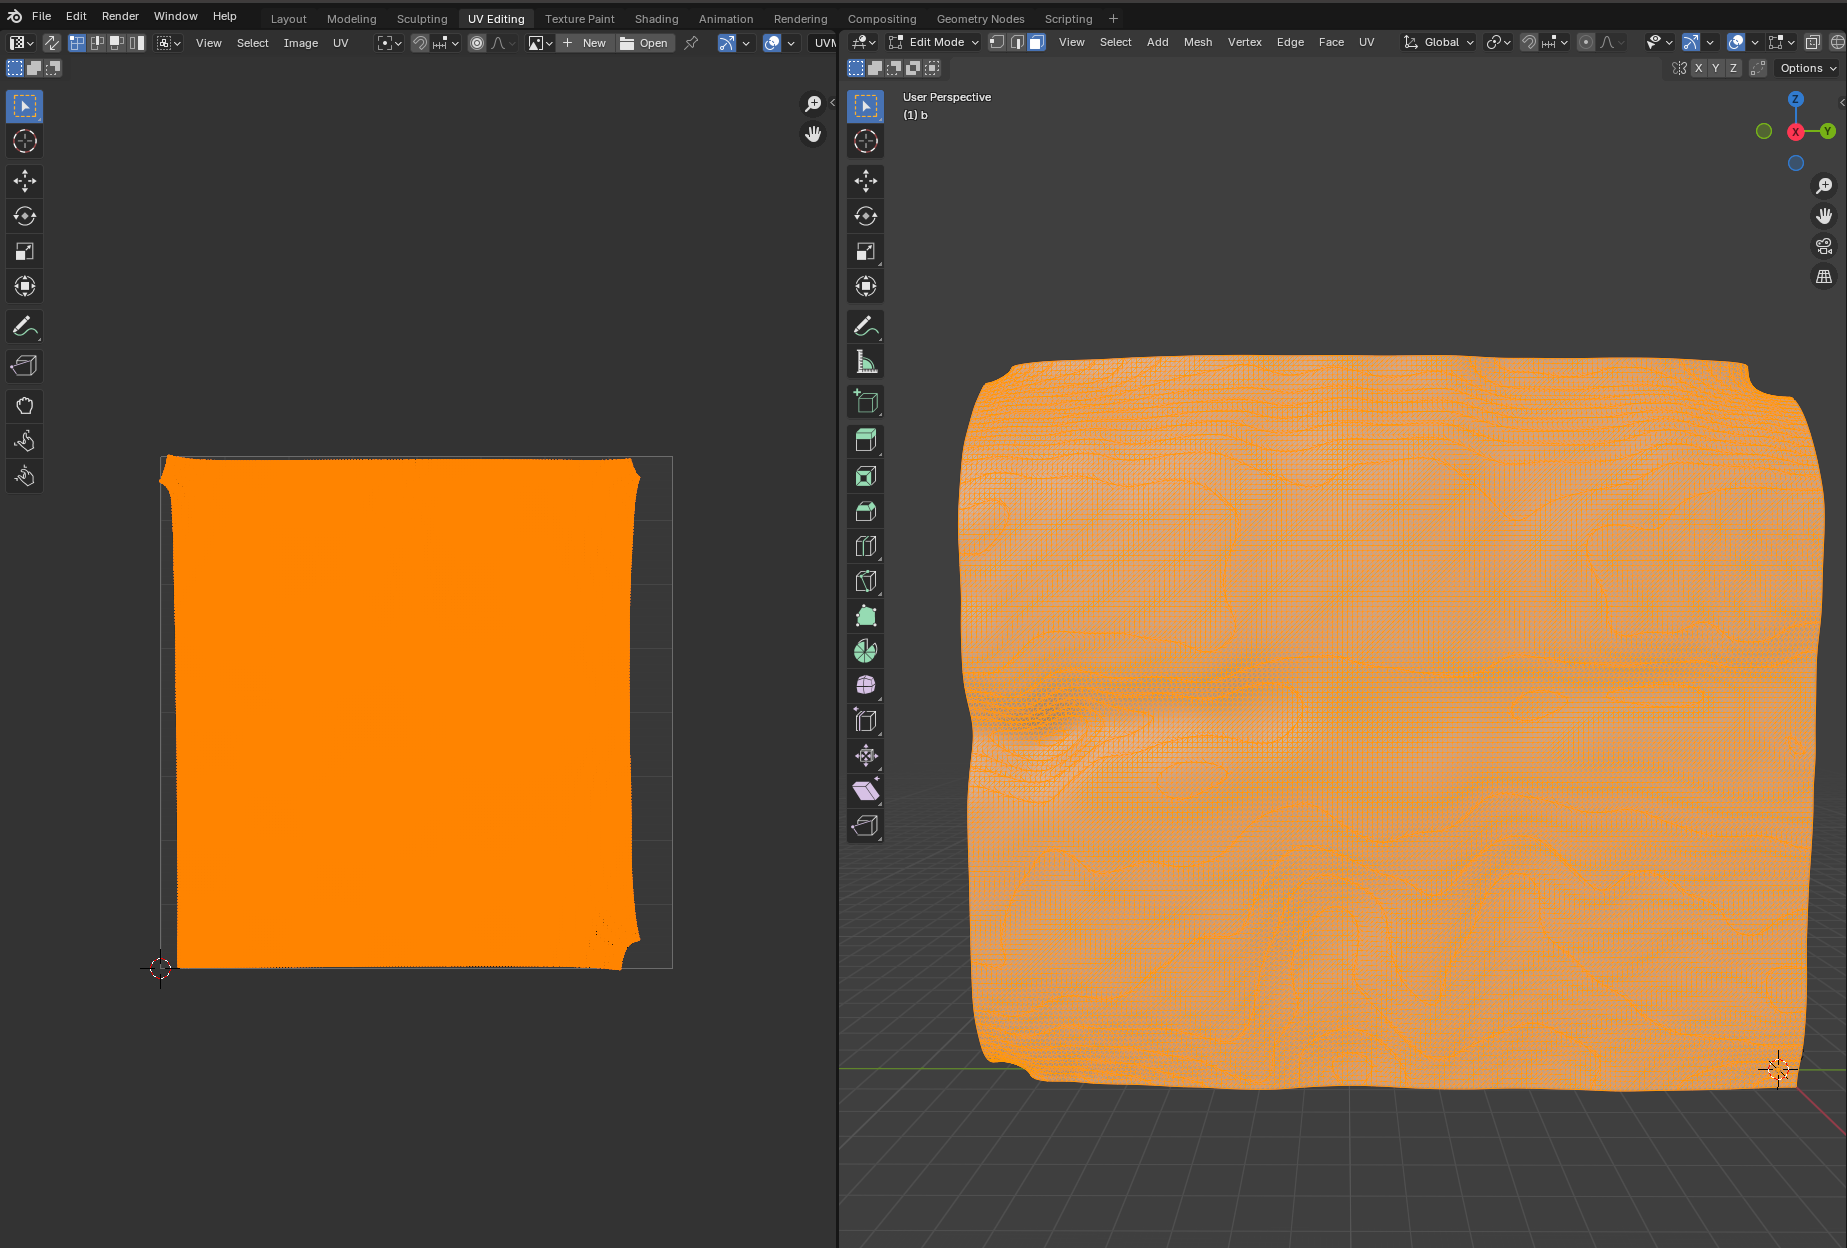 File Edit Render Window Help
Layout Modeling Sculpting UV Editing Texture Paint Shading Animation Rendering Compositing Geometry Nodes Scripting +
View Select Image UV New Open UVM
Edit Mode View Select Add Mesh Vertex Edge Face UV Global
X Y Z Options
User Perspective
(1) b
Z
X Y